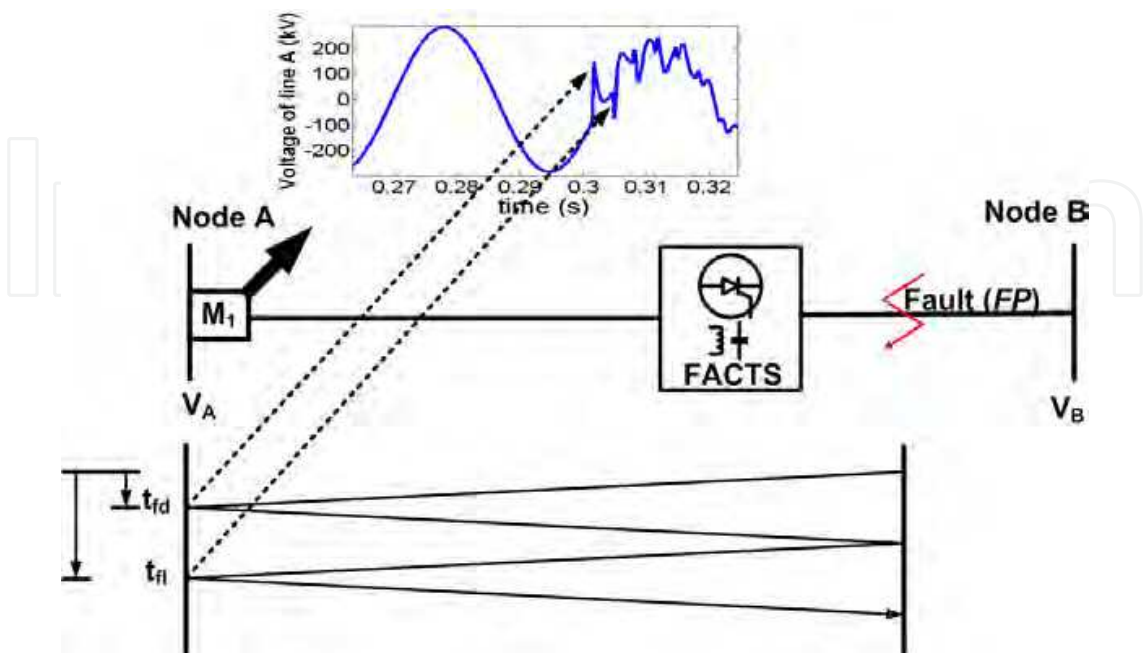 Voltage of line A (kV)
200
100
0
-100
-200
0.27 0.28 0.29 0.3 0.31 0.32
time (s)
Node A
Node B
M1
Fault (FP)
FACTS
VA
VB
tfd
tfl